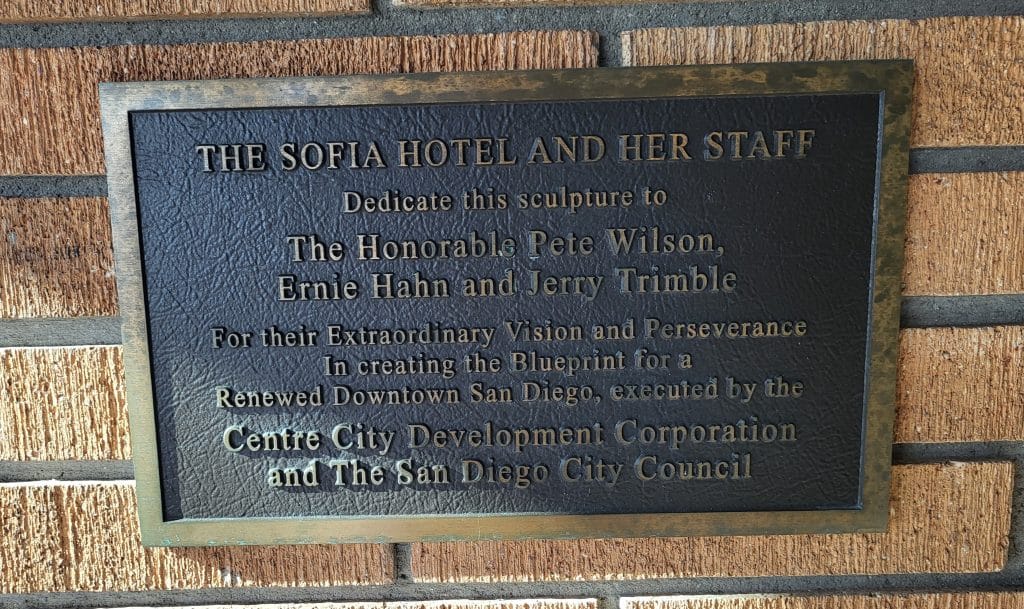 THE SOFIA HOTEL AND HER STAFF
Dedicate this sculpture to
The Honorable Pete Wilson,
Ernie Hahn and Jerry Trimble
For their Extraordinary Vision and Perseverance
In creating the Blueprint for a
Renewed Downtown San Diego, executed by the
Centre City Development Corporation
and The San Diego City Council